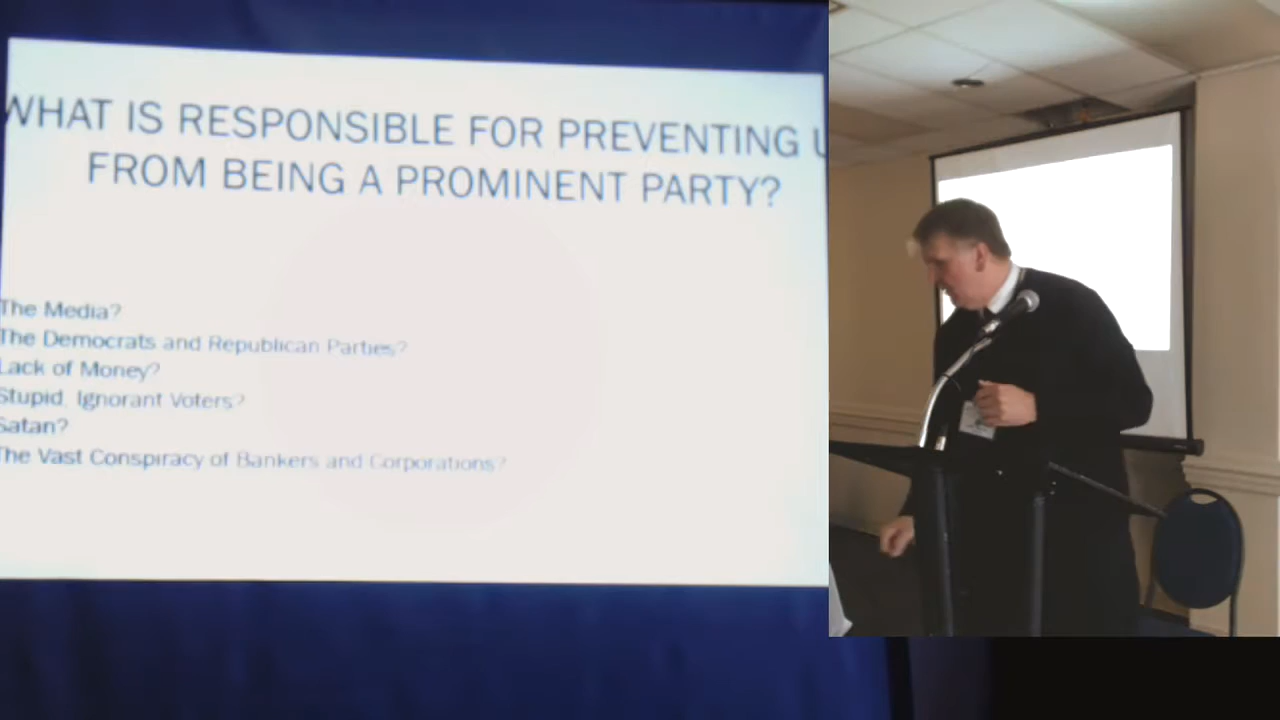 WHAT IS RESPONSIBLE FOR PREVENTING
FROM BEING A PROMINENT PARTY?
The Media?
The Democrats and Republican Parties?
Lack of Money?
Stupid, Ignorant Voters?
Satan?
The Vast Conspiracy of Bankers and Corporations?